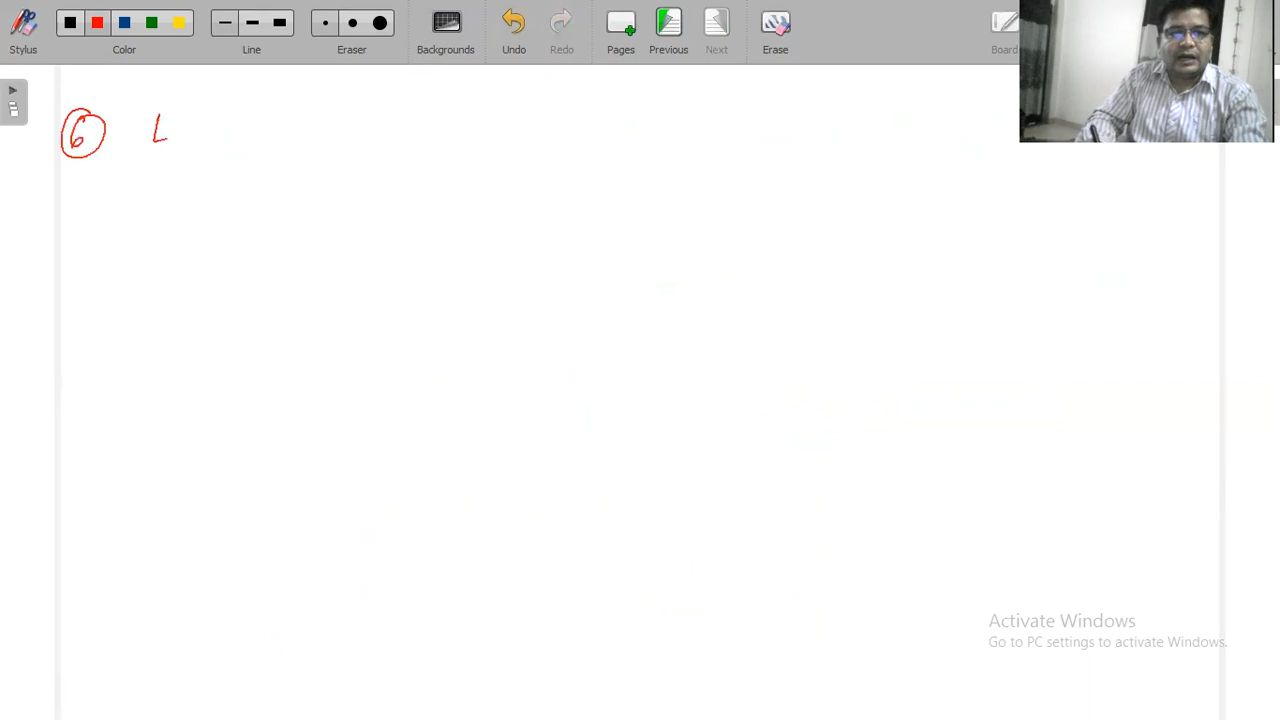 Stylus Color Line Eraser Backgrounds Undo Redo Pages Previous Next Erase Board
6 L
Activate Windows
Go to PC settings to activate Windows.